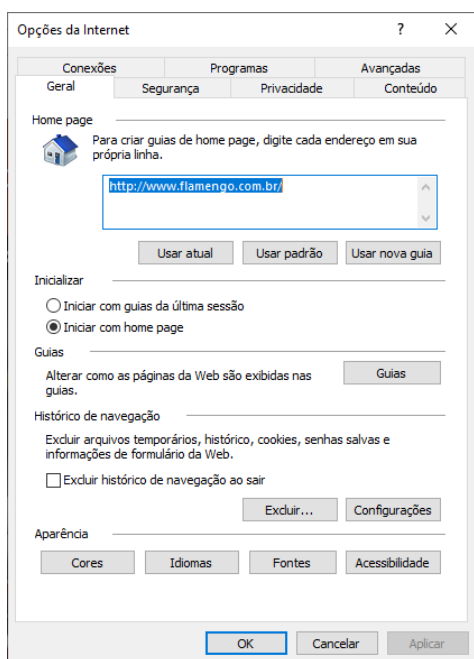 Opções da Internet
? X
Conexões Programas Avançadas
Geral Segurança Privacidade Conteúdo
Home page
Para criar guias de home page, digite cada endereço em sua
própria linha.
http://www.flamengo.com.br/
Usar atual Usar padrão Usar nova guia
Inicializar
Iniciar com guias da última sessão
Iniciar com home page
Guias
Alterar como as páginas da Web são exibidas nas
guias.
Guias
Histórico de navegação
Excluir arquivos temporários, histórico, cookies, senhas salvas e
informações de formulário da Web.
Excluir histórico de navegação ao sair
Excluir... Configurações
Aparência
Cores Idiomas Fontes Acessibilidade
OK Cancelar Aplicar